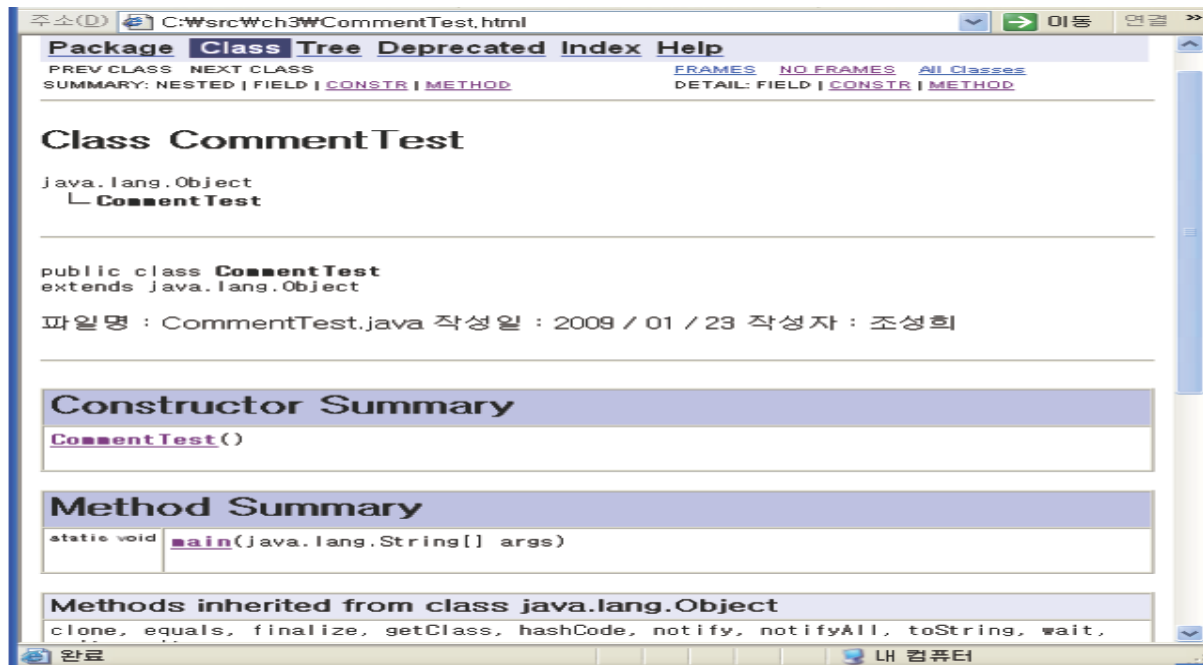 주소(D) C:₩src₩ch3₩CommentTest.html 이동 연결 »
Package Class Tree Deprecated Index Help
PREV CLASS NEXT CLASS FRAMES NO FRAMES All Classes
SUMMARY: NESTED | FIELD | CONSTR | METHOD DETAIL: FIELD | CONSTR | METHOD
Class CommentTest
java.lang.Object
CommentTest
public class CommentTest
extends java.lang.Object
파일명 : CommentTest.java 작성일 : 2009 / 01 / 23 작성자 : 조성희
Constructor Summary
CommentTest()
Method Summary
static void main(java.lang.String[] args)
Methods inherited from class java.lang.Object
clone, equals, finalize, getClass, hashCode, notify, notifyAll, toString, wait,
완료 내 컴퓨터